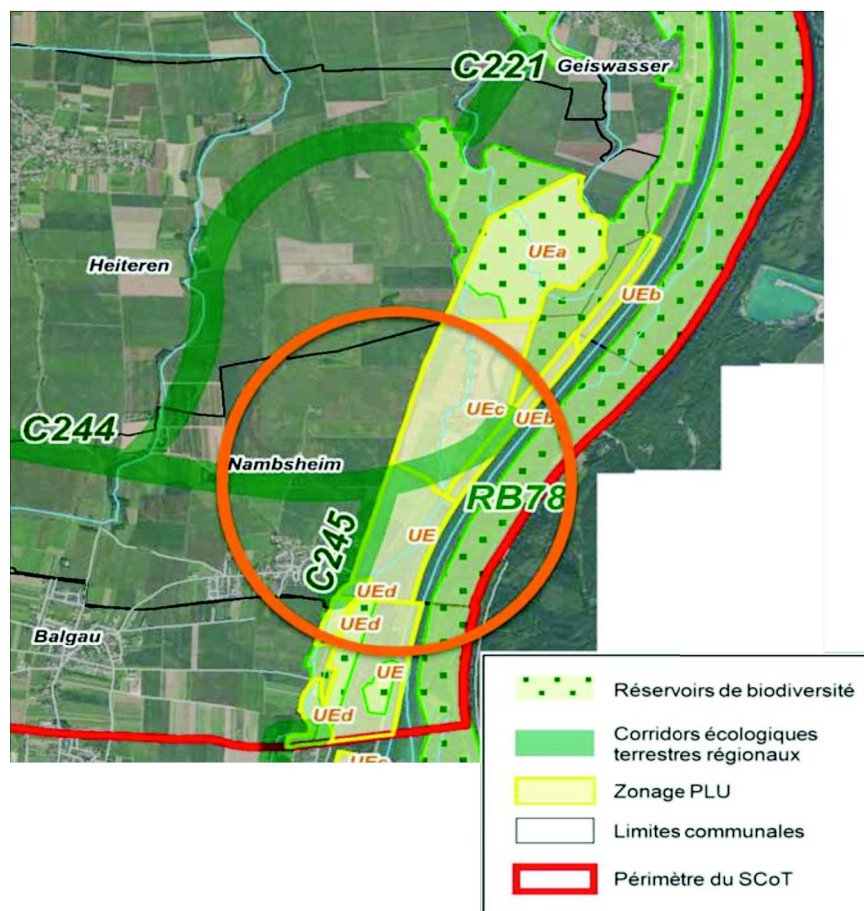 C221
Geiswasser
UEa
Heiteren
UEb
UEc
UEb
C244
Nambsheim
RB78
C245
UE
UEd
UEd
Balgau
UE
UEd
Réservoirs de biodiversité
Corridors écologiques
terrestres régionaux
Zonage PLU
Limites communales
Périmètre du SCoT